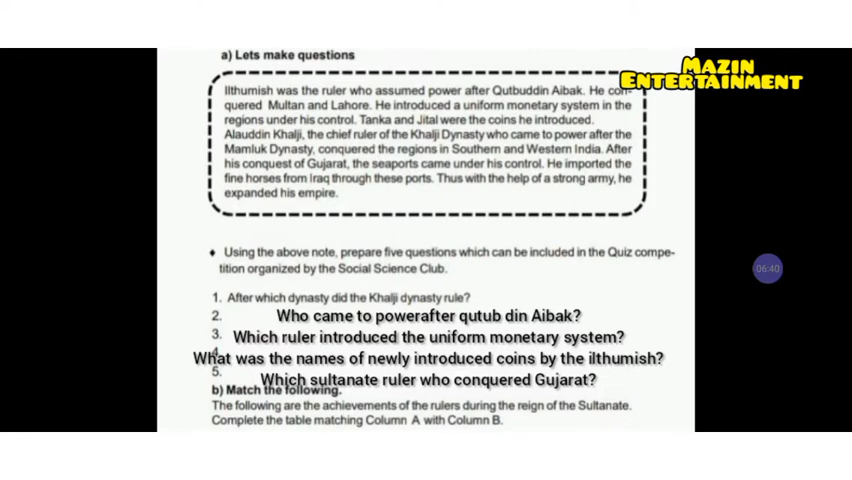 a) Lets make questions
MAZIN
ENTERTAINMENT
Ilthumish was the ruler who assumed power after Qutbuddin Aibak. He con-
quered Multan and Lahore. He introduced a uniform monetary system in the
regions under his control. Tanka and Jital were the coins he introduced.
Alauddin Khalji, the chief ruler of the Khalji Dynasty who came to power after the
Mamluk Dynasty, conquered the regions in Southern and Western India. After
his conquest of Gujarat, the seaports came under his control. He imported the
fine horses from Iraq through these ports. Thus with the help of a strong army, he
expanded his empire.
♦ Using the above note, prepare five questions which can be included in the Quiz compe-
tition organized by the Social Science Club.
06:40
1. After which dynasty did the Khalji dynasty rule?
2. Who came to powerafter qutub din Aibak?
3. Which ruler introduced the uniform monetary system?
4. What was the names of newly introduced coins by the ilthumish?
5. Which sultanate ruler who conquered Gujarat?
b) Match the following.
The following are the achievements of the rulers during the reign of the Sultanate.
Complete the table matching Column A with Column B.